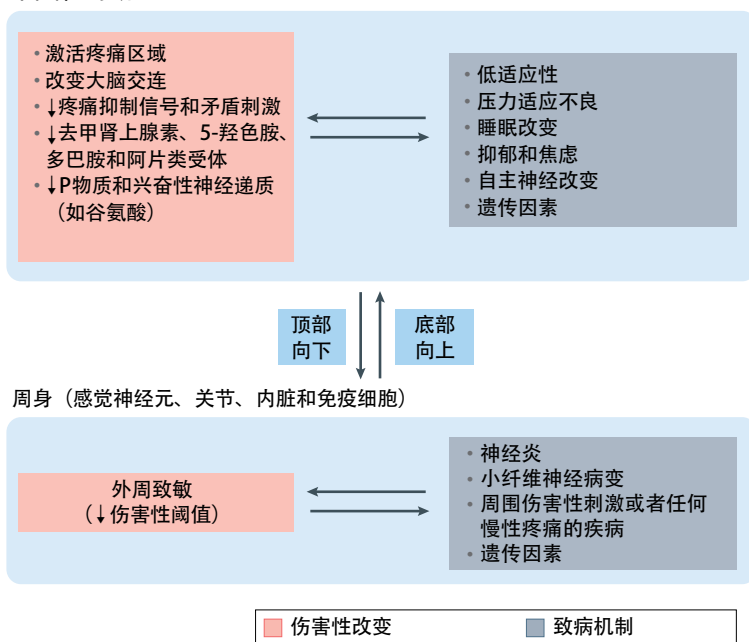 • 激活疼痛区域
• 改变大脑交连
• ↓疼痛抑制信号和矛盾刺激
• ↓去甲肾上腺素、5-羟色胺、
多巴胺和阿片类受体
• ↓P物质和兴奋性神经递质
（如谷氨酸）
• 低适应性
• 压力适应不良
• 睡眠改变
• 抑郁和焦虑
• 自主神经改变
• 遗传因素
顶部
向下
底部
向上
周身（感觉神经元、关节、内脏和免疫细胞）
外周致敏
（↓伤害性阈值）
• 神经炎
• 小纤维神经病变
• 周围伤害性刺激或者任何
慢性疼痛的疾病
• 遗传因素
伤害性改变
致病机制